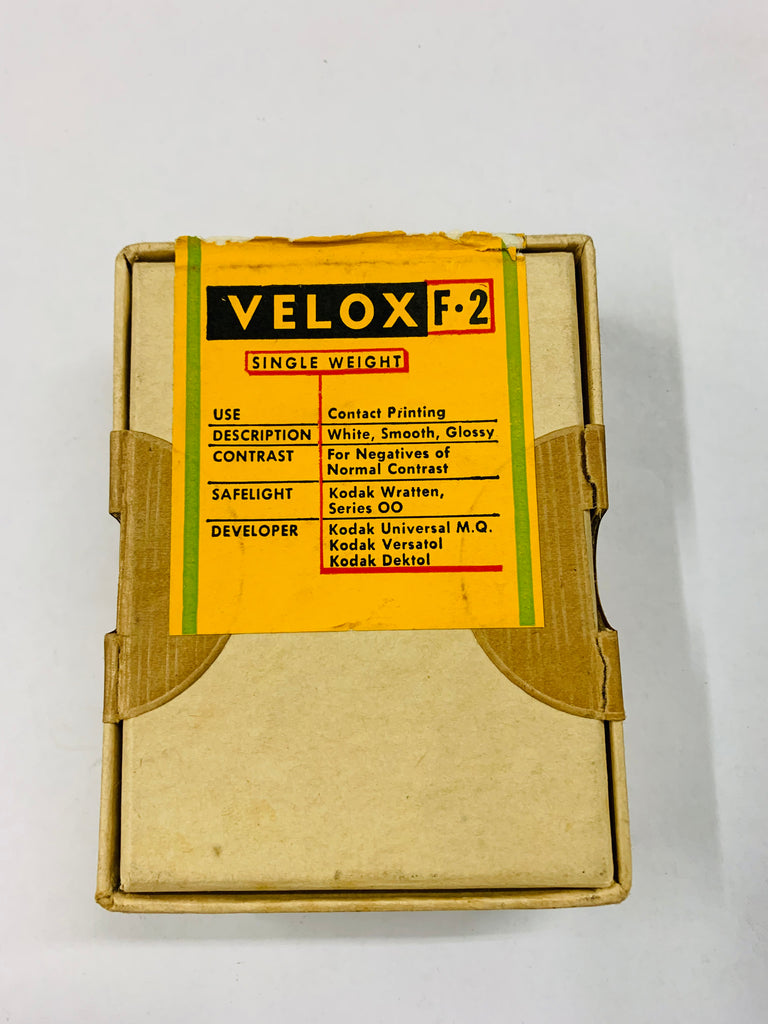 VELOX F·2
SINGLE WEIGHT
USE Contact Printing
DESCRIPTION White, Smooth, Glossy
CONTRAST For Negatives of
Normal Contrast
SAFELIGHT Kodak Wratten,
Series OO
DEVELOPER Kodak Universal M.Q.
Kodak Versatol
Kodak Dektol